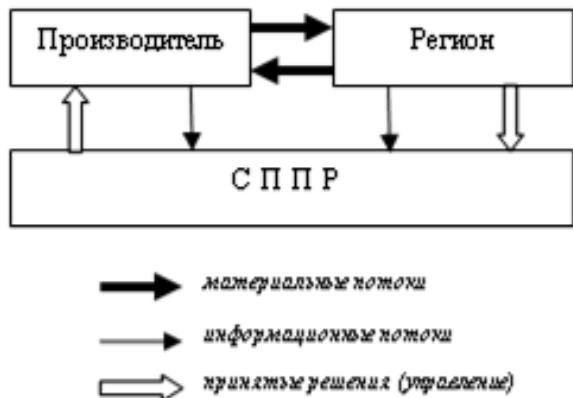 Производитель
Регион
С П П Р
материальные потоки
информационные потоки
принятые решения (управление)